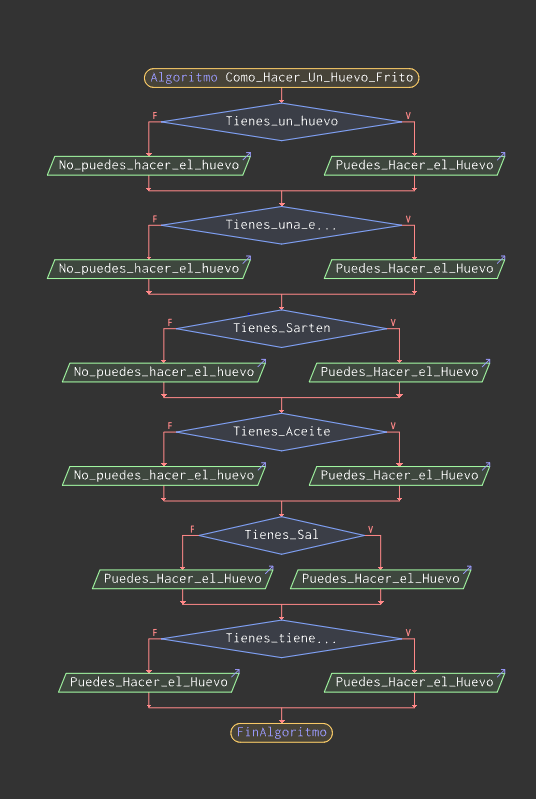 Algoritmo Como_Hacer_Un_Huevo_Frito
Tienes_un_huevo
F
V
No_puedes_hacer_el_huevo
Puedes_Hacer_el_Huevo
Tienes_una_e...
F
V
No_puedes_hacer_el_huevo
Puedes_Hacer_el_Huevo
Tienes_Sarten
F
V
No_puedes_hacer_el_huevo
Puedes_Hacer_el_Huevo
Tienes_Aceite
F
V
No_puedes_hacer_el_huevo
Puedes_Hacer_el_Huevo
Tienes_Sal
F
V
Puedes_Hacer_el_Huevo
Puedes_Hacer_el_Huevo
Tienes_tiene...
F
V
Puedes_Hacer_el_Huevo
Puedes_Hacer_el_Huevo
FinAlgoritmo